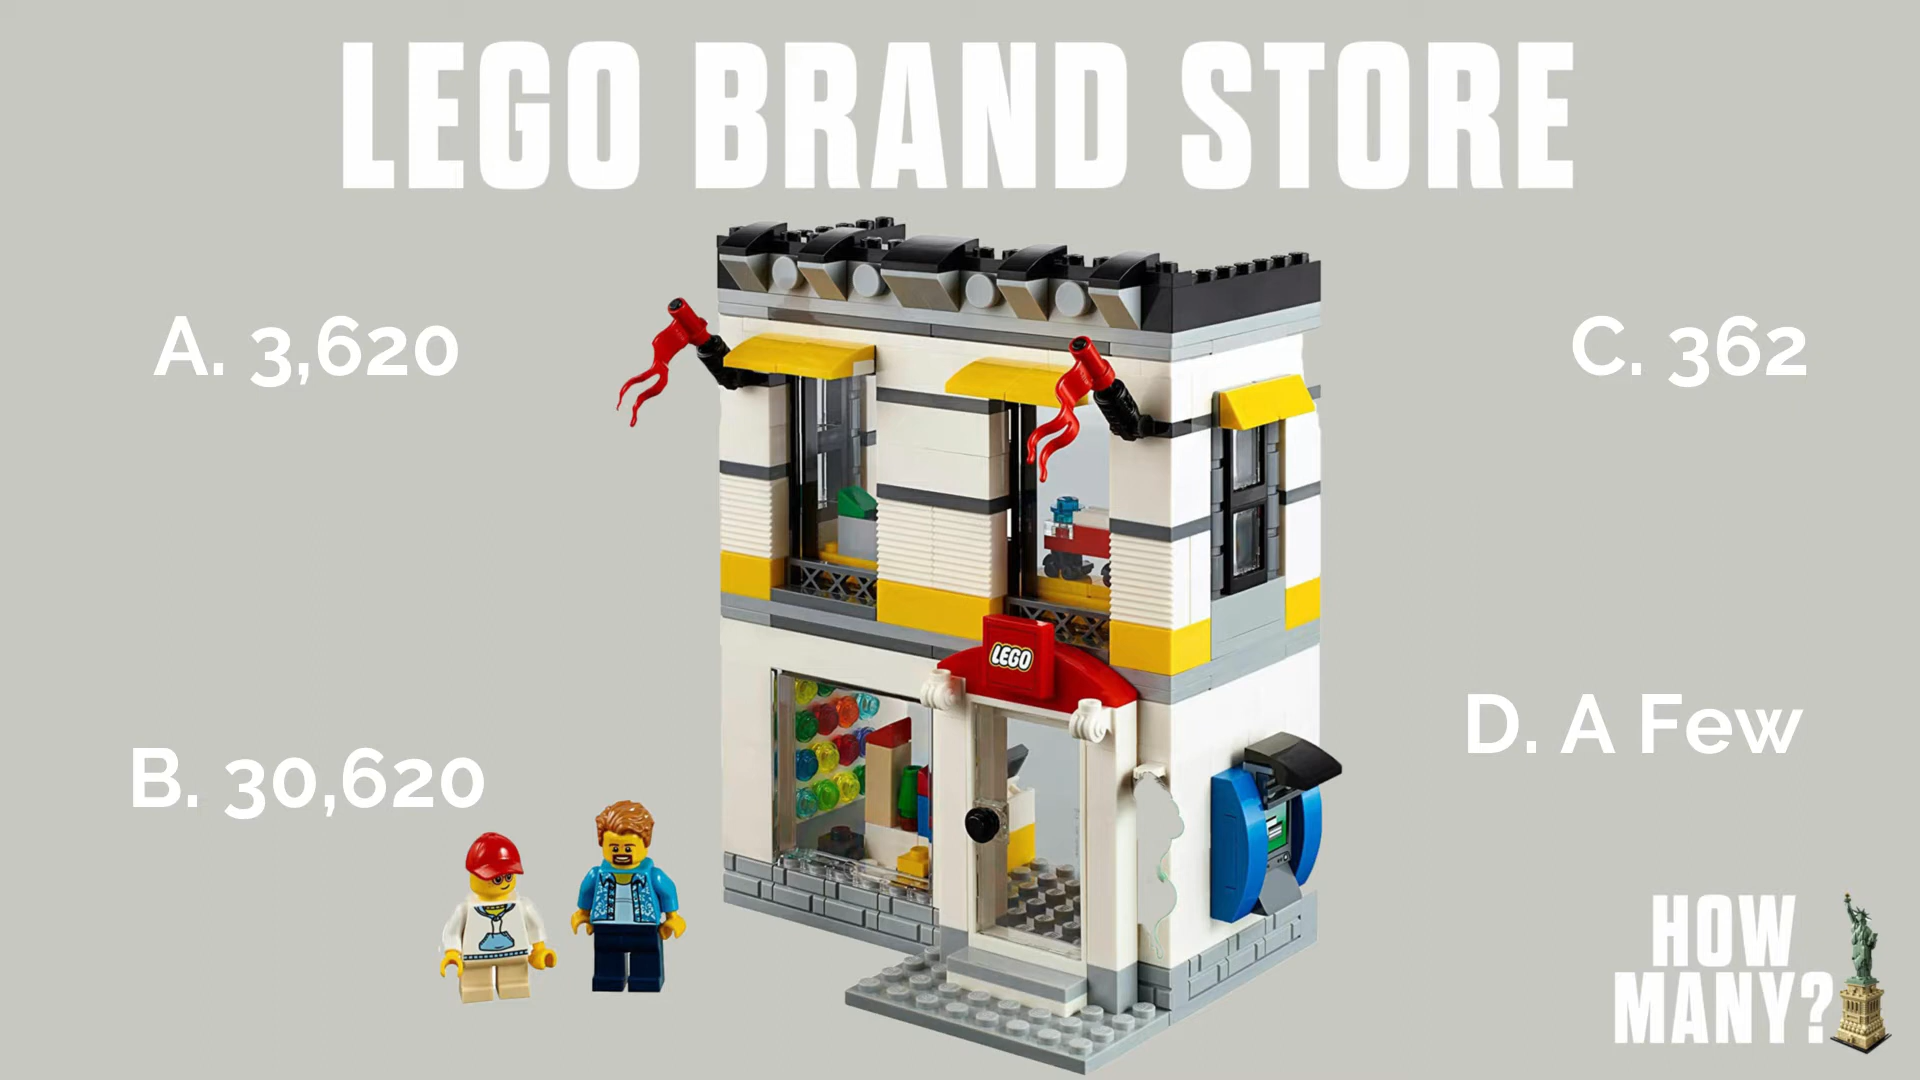 LEGO BRAND STORE
A. 3,620
C. 362
LEGO
D. A Few
B. 30,620
HOW
MANY?